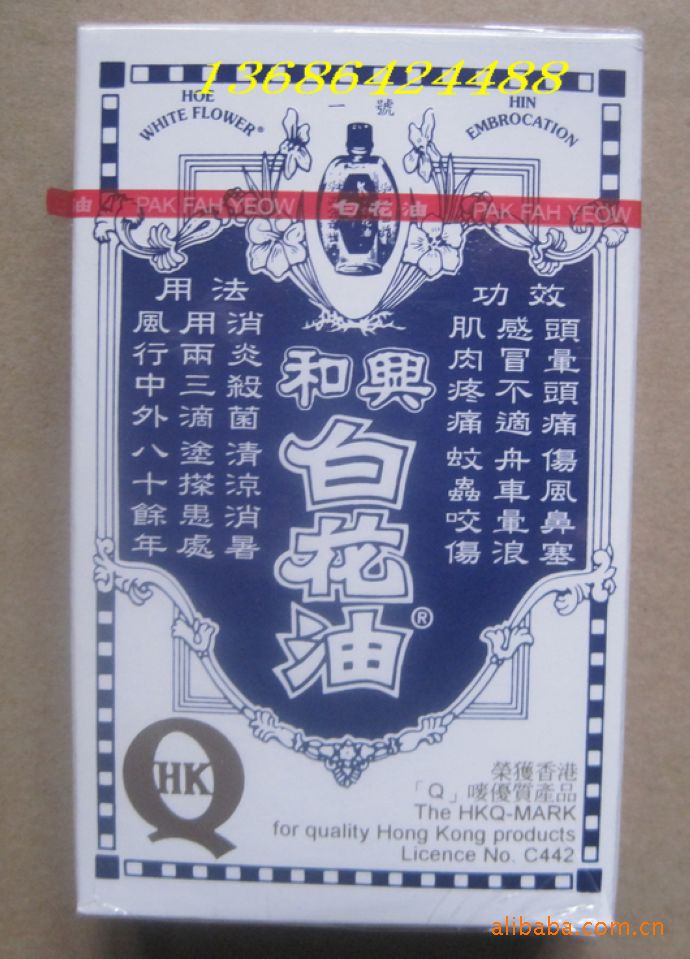 13686424488
HOE HIN
WHITE FLOWER® EMBROCATION
一號
油 PAK FAH YEOW 白花油 PAK FAH YEOW
功效
頭暈頭痛傷風鼻塞
感冒不適舟車暈浪
肌肉疼痛蚊蟲咬傷
和興
白花油®
用法
消炎殺菌清涼消暑
用兩三滴塗搽患處
風行中外八十餘年
HK
Q
榮獲香港
「Q」嘜優質產品
The HKQ-MARK
for quality Hong Kong products
Licence No. C442
alibaba.com.cn